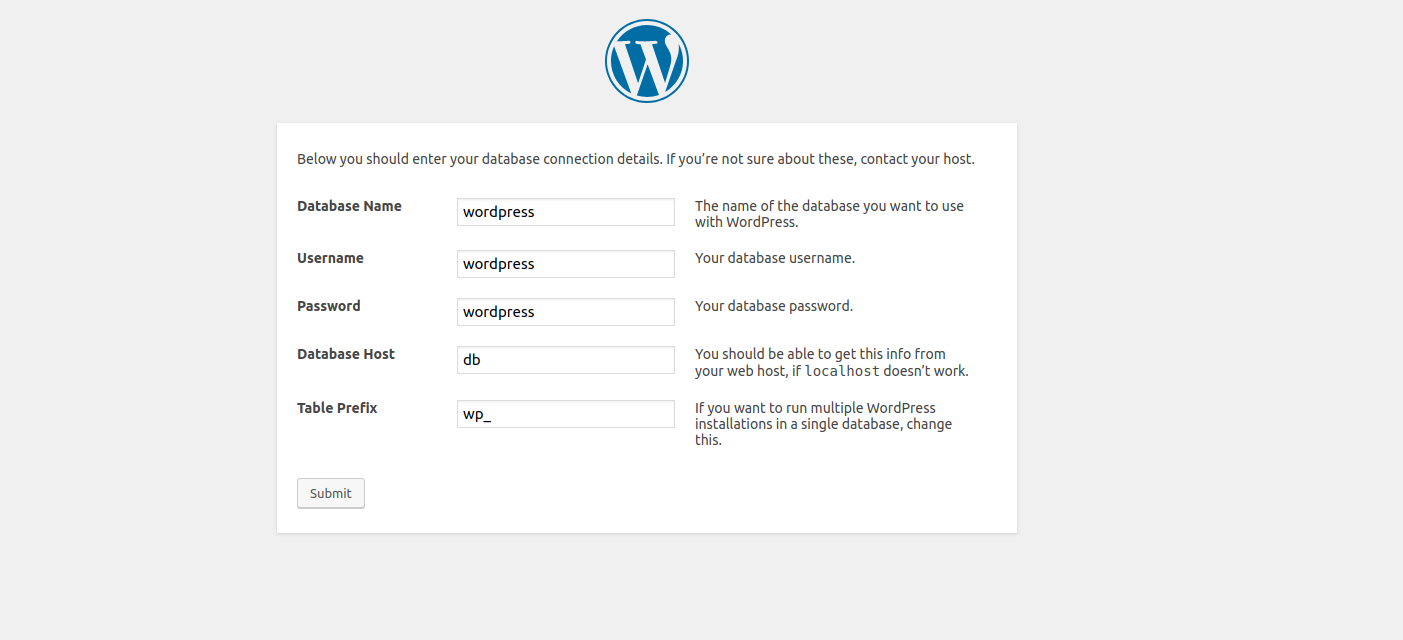 Below you should enter your database connection details. If you’re not sure about these, contact your host.
Database Name
wordpress
The name of the database you want to use
with WordPress.
Username
wordpress
Your database username.
Password
wordpress
Your database password.
Database Host
db
You should be able to get this info from
your web host, if localhost doesn’t work.
Table Prefix
wp_
If you want to run multiple WordPress
installations in a single database, change
this.
Submit